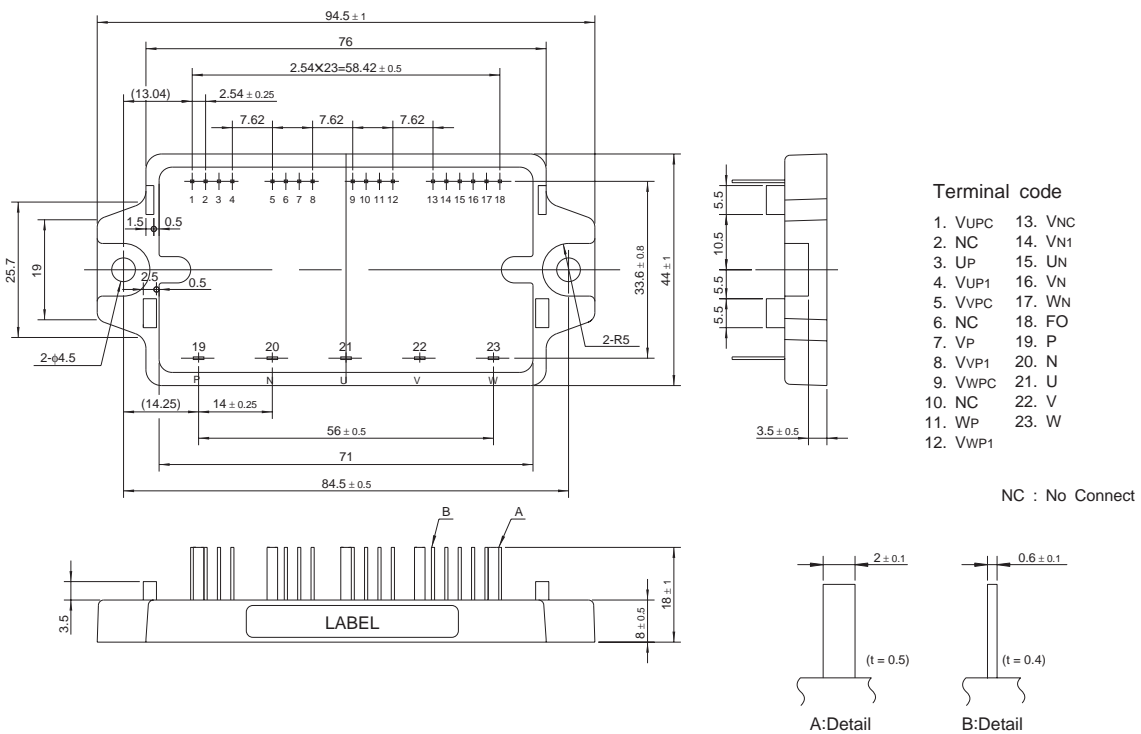 94.5 ± 1
76
2.54×23=58.42 ± 0.5
(13.04)
2.54 ± 0.25
7.62
7.62
7.62
1 2 3 4 5 6 7 8 9 10 11 12 13 14 15 16 17 18
1.5
0.5
25.7
19
2.5
0.5
33.6 ± 0.8
44 ± 1
2-φ4.5
2-R5
19 20 21 22 23
P N U V W
(14.25)
14 ± 0.25
56 ± 0.5
71
84.5 ± 0.5
5.5
10.5
5.5
5.5
3.5 ± 0.5
Terminal code
1. VUPC
2. NC
3. UP
4. VUP1
5. VVPC
6. NC
7. VP
8. VVP1
9. VWPC
10. NC
11. WP
12. VWP1
13. VNC
14. VN1
15. UN
16. VN
17. WN
18. FO
19. P
20. N
21. U
22. V
23. W
NC : No Connect
B
A
3.5
LABEL
18 ± 1
8 ± 0.5
2 ± 0.1
(t = 0.5)
A:Detail
0.6 ± 0.1
(t = 0.4)
B:Detail